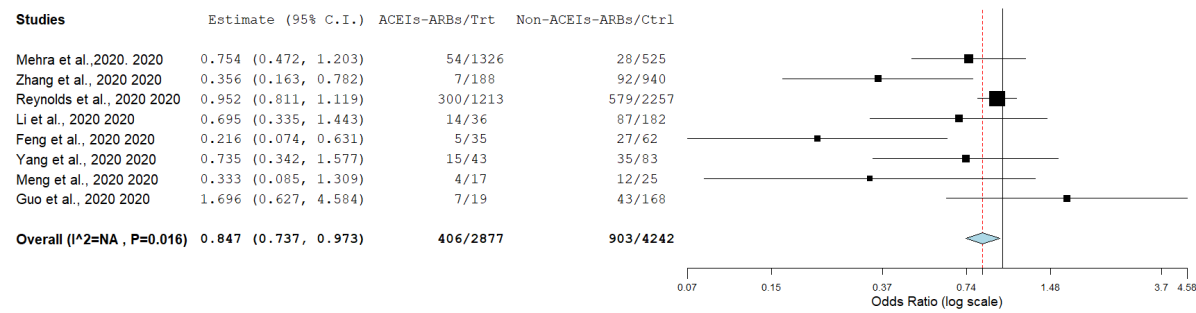 Studies Estimate (95% C.I.) ACEIs-ARBs/Trt Non-ACEIs-ARBs/Ctrl
Mehra et al.,2020. 2020 0.754 (0.472, 1.203) 54/1326 28/525
Zhang et al., 2020 2020 0.356 (0.163, 0.782) 7/188 92/940
Reynolds et al., 2020 2020 0.952 (0.811, 1.119) 300/1213 579/2257
Li et al., 2020 2020 0.695 (0.335, 1.443) 14/36 87/182
Feng et al., 2020 2020 0.216 (0.074, 0.631) 5/35 27/62
Yang et al., 2020 2020 0.735 (0.342, 1.577) 15/43 35/83
Meng et al., 2020 2020 0.333 (0.085, 1.309) 4/17 12/25
Guo et al., 2020 2020 1.696 (0.627, 4.584) 7/19 43/168
Overall (I^2=NA , P=0.016) 0.847 (0.737, 0.973) 406/2877 903/4242
0.07 0.15 0.37 0.74 1.48 3.7 4.58
Odds Ratio (log scale)